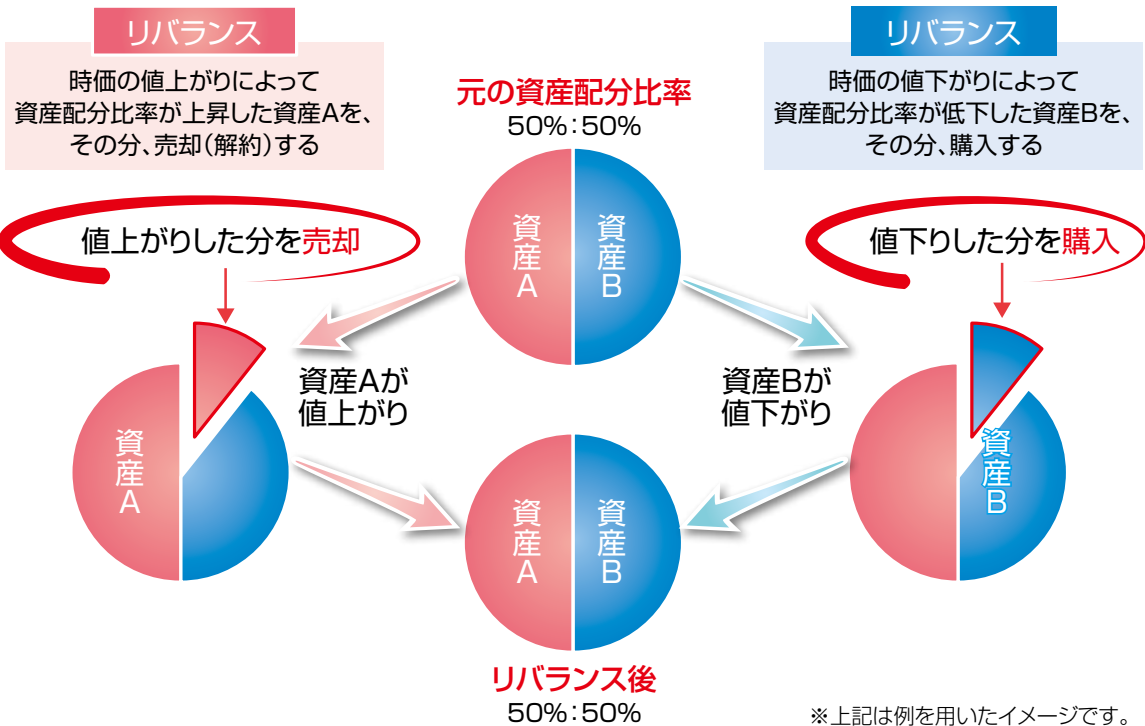 リバランス
時価の値上がりによって
資産配分比率が上昇した資産Aを、
その分、売却(解約)する
元の資産配分比率
50%:50%
リバランス
時価の値下がりによって
資産配分比率が低下した資産Bを、
その分、購入する
値上がりした分を売却
資産A
資産B
値下りした分を購入
資産Aが
値上がり
資産Bが
値下がり
資産A
資産B
資産A
資産B
リバランス後
50%:50%
※上記は例を用いたイメージです。